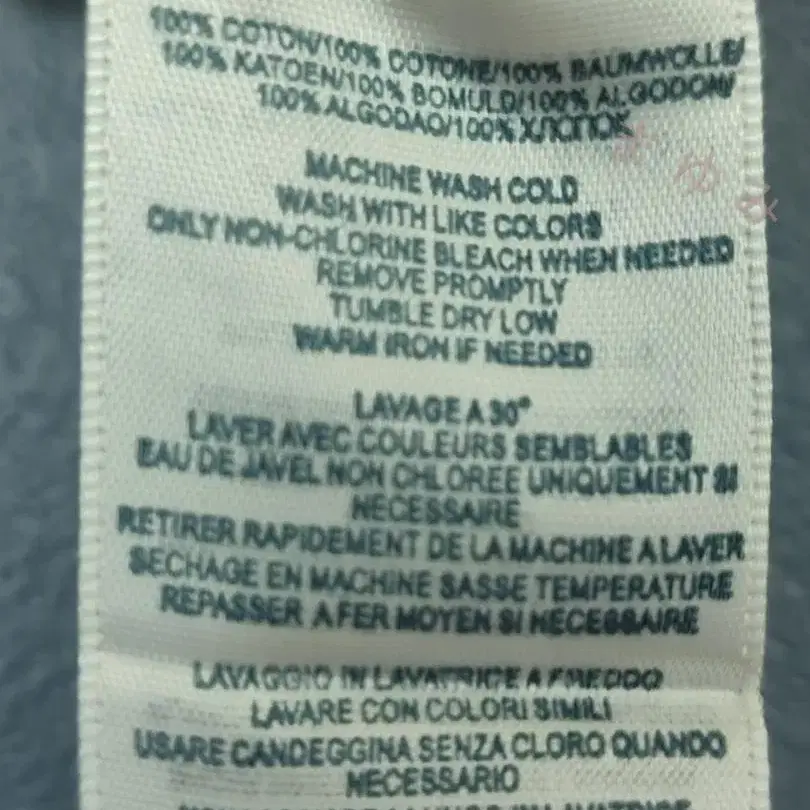 100% COTON/100% COTONE/100% BAUMWOLLE/
100% KATOEN/100% BOMULD/100% ALGODON/
100% ALGODAO/100% ХЛОПОК
MACHINE WASH COLD
WASH WITH LIKE COLORS
ONLY NON-CHLORINE BLEACH WHEN NEEDED
REMOVE PROMPTLY
TUMBLE DRY LOW
WARM IRON IF NEEDED
LAVAGE A 30°
LAVER AVEC COULEURS SEMBLABLES
EAU DE JAVEL NON CHLOREE UNIQUEMENT SI
NECESSAIRE
RETIRER RAPIDEMENT DE LA MACHINE A LAVER
SECHAGE EN MACHINE SASSE TEMPERATURE
REPASSER A FER MOYEN SI NECESSAIRE
LAVAGGIO IN LAVATRICE A FREDDO
LAVARE CON COLORI SIMILI
USARE CANDEGGINA SENZA CLORO QUANDO
NECESSARIO